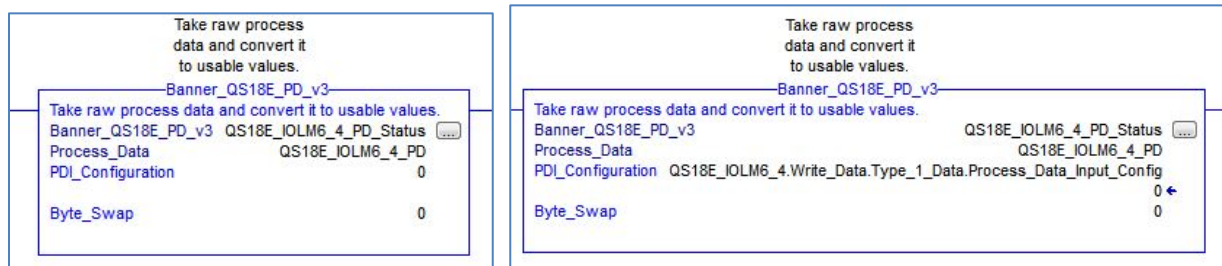 Take raw process
data and convert it
to usable values.
Banner_QS18E_PD_v3
Take raw process data and convert it to usable values.
Banner_QS18E_PD_v3 QS18E_IOLM6_4_PD_Status ...
Process_Data QS18E_IOLM6_4_PD
PDI_Configuration 0
Byte_Swap 0
Take raw process
data and convert it
to usable values.
Banner_QS18E_PD_v3
Take raw process data and convert it to usable values.
Banner_QS18E_PD_v3 QS18E_IOLM6_4_PD_Status ...
Process_Data QS18E_IOLM6_4_PD
PDI_Configuration QS18E_IOLM6_4.Write_Data.Type_1_Data.Process_Data_Input_Config
0 ←
Byte_Swap 0